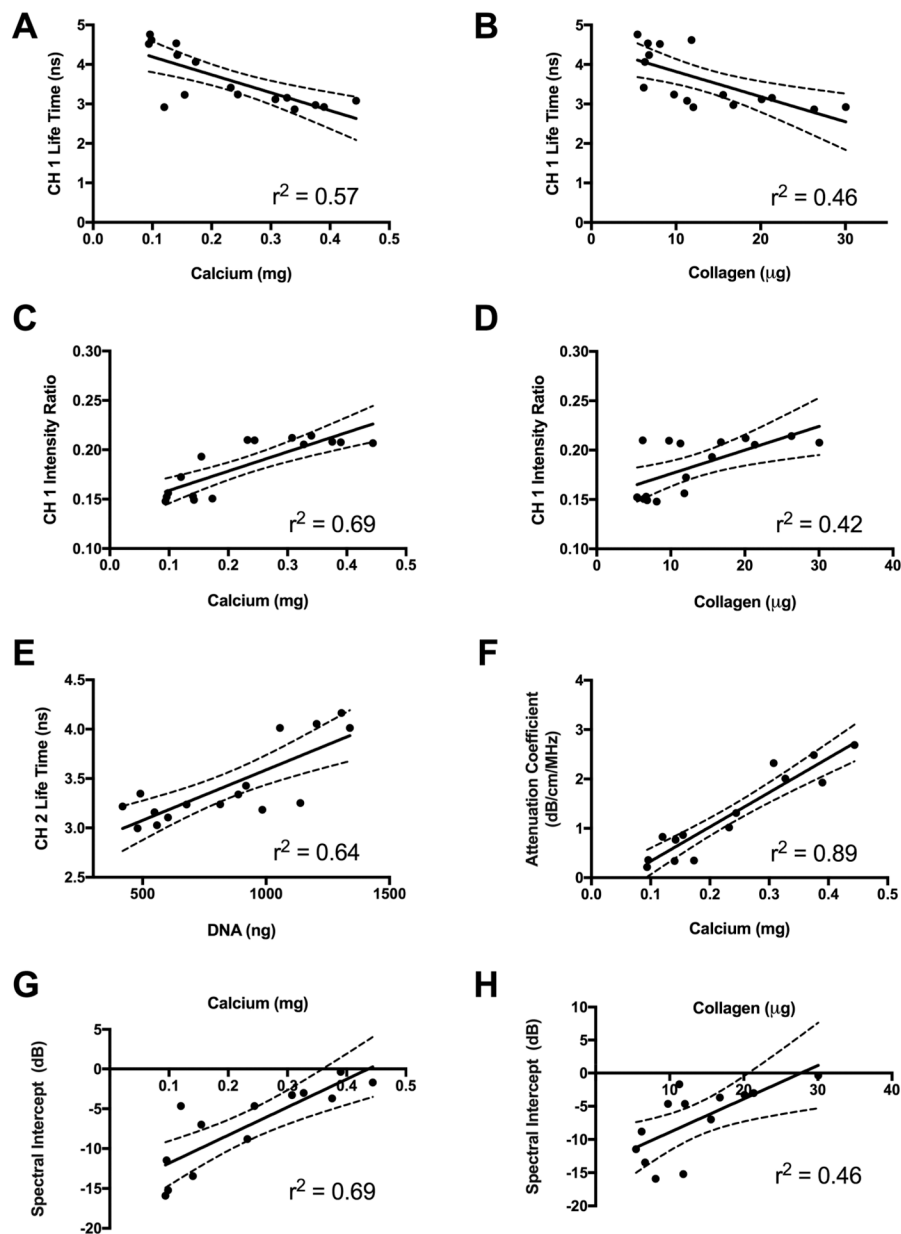 A
CH 1 Life Time (ns)
5
4
3
2
1
0
0.0 0.1 0.2 0.3 0.4 0.5
r2 = 0.57
Calcium (mg)
B
CH 1 Life Time (ns)
5
4
3
2
1
0
0 10 20 30
r2 = 0.46
Collagen (μg)
C
CH 1 Intensity Ratio
0.30
0.25
0.20
0.15
0.10
0.0 0.1 0.2 0.3 0.4 0.5
r2 = 0.69
Calcium (mg)
D
CH 1 Intensity Ratio
0.30
0.25
0.20
0.15
0.10
0 10 20 30 40
r2 = 0.42
Collagen (μg)
E
CH 2 Life Time (ns)
4.5
4.0
3.5
3.0
2.5
500 1000 1500
r2 = 0.64
DNA (ng)
F
Attenuation Coefficient
(dB/cm/MHz)
4
3
2
1
0
0.0 0.1 0.2 0.3 0.4 0.5
r2 = 0.89
Calcium (mg)
G
Calcium (mg)
Spectral Intercept (dB)
5
0
-5
-10
-15
-20
0.1 0.2 0.3 0.4 0.5
r2 = 0.69
H
Collagen (μg)
Spectral Intercept (dB)
10
5
0
-5
-10
-15
-20
10 20 30 40
r2 = 0.46